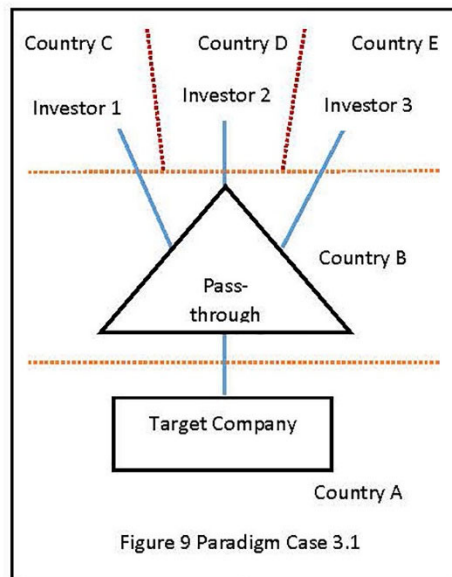 Country C
Country D
Country E
Investor 1
Investor 2
Investor 3
Country B
Pass-
through
Target Company
Country A
Figure 9 Paradigm Case 3.1